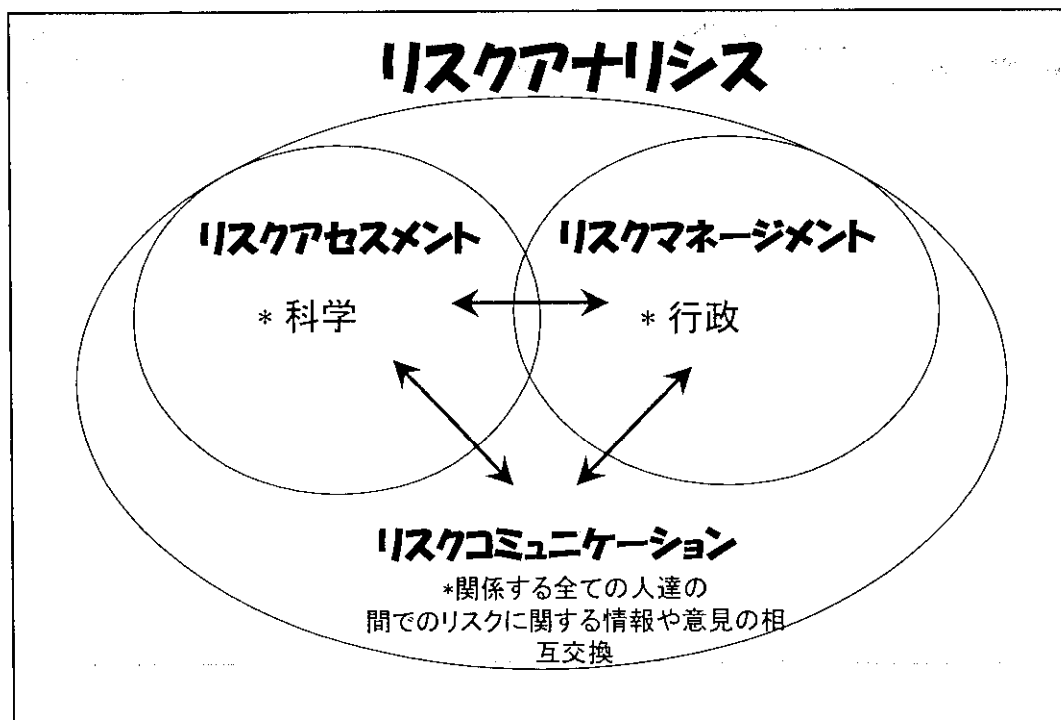 リスクアナリシス
リスクアセスメント
リスクマネージメント
* 科学
* 行政
リスクコミュニケーション
*関係する全ての人達の
間でのリスクに関する情報や意見の相
互交換